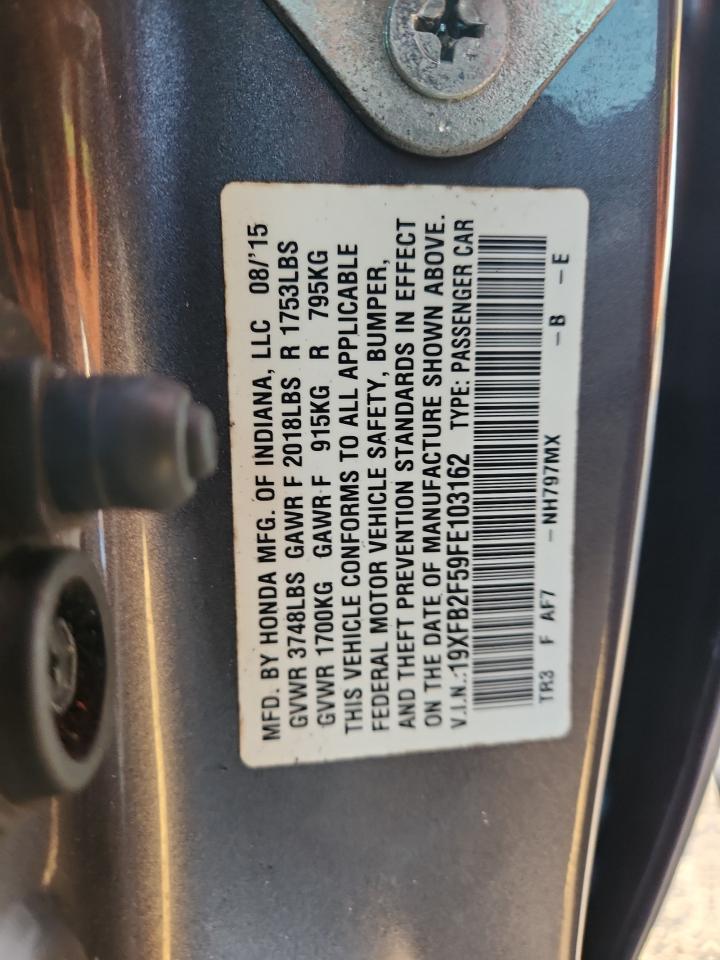 MFD. BY HONDA MFG. OF INDIANA, LLC 08/'15
GVWR 3748LBS GAWR F 2018LBS R 1753LBS
GVWR 1700KG GAWR F 915KG R 795KG
THIS VEHICLE CONFORMS TO ALL APPLICABLE
FEDERAL MOTOR VEHICLE SAFETY, BUMPER,
AND THEFT PREVENTION STANDARDS IN EFFECT
ON THE DATE OF MANUFACTURE SHOWN ABOVE.
V.I.N.:19XFB2F59FE103162 TYPE: PASSENGER CAR
TR3 F AF7 -NH797MX -B -E